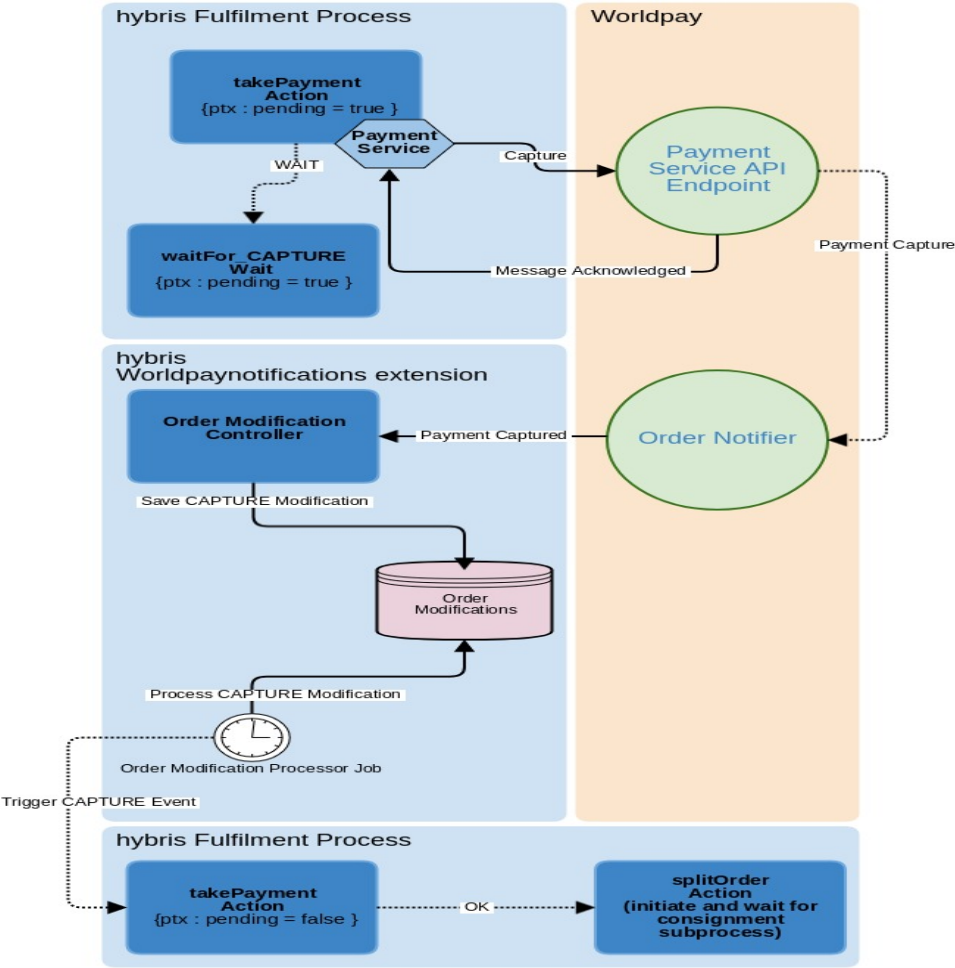 hybris Fulfilment Process
Worldpay
takePayment
Action
{ptx : pending = true }
Payment
Service
WAIT
Capture
Payment
Service API
Endpoint
Payment Capture
waitFor_CAPTURE
Wait
{ptx : pending = true }
Message Acknowledged
hybris
Worldpaynotifications extension
Order Modification
Controller
Payment Captured
Order Notifier
Save CAPTURE Modification
Order
Modifications
Process CAPTURE Modification
Order Modification Processor Job
Trigger CAPTURE Event
hybris Fulfilment Process
takePayment
Action
{ptx : pending = false }
OK
splitOrder
Action
(initiate and wait for
consignment
subprocess)